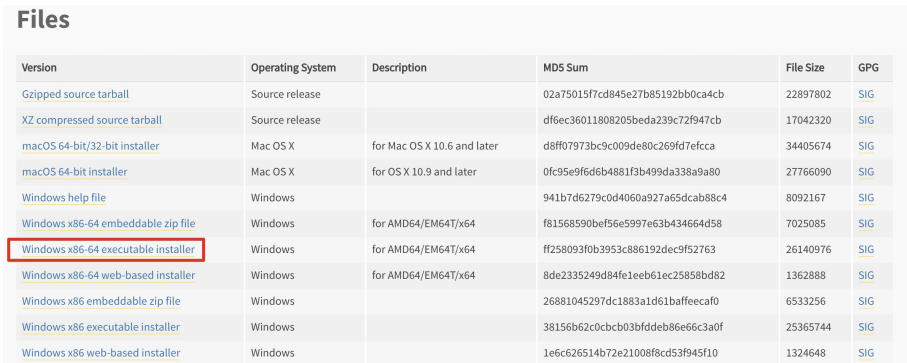 Files
Version Operating System Description MD5 Sum File Size GPG
Gzipped source tarball Source release 02a75015f7cd845e27b85192bb0ca4cb 22897802 SIG
XZ compressed source tarball Source release df6ec36011808205beda239c72f947cb 17042320 SIG
macOS 64-bit/32-bit installer Mac OS X for Mac OS X 10.6 and later d8ff07973bc9c009de80c269fd7efcca 34405674 SIG
macOS 64-bit installer Mac OS X for OS X 10.9 and later 0fc95e9f6d6b4881f3b499da338a9a80 27766090 SIG
Windows help file Windows 941b7d6279c0d4060a927a65dcab88c4 8092167 SIG
Windows x86-64 embeddable zip file Windows for AMD64/EM64T/x64 f81568590bef56e5997e63b434664d58 7025085 SIG
Windows x86-64 executable installer Windows for AMD64/EM64T/x64 ff258093f0b3953c886192dec9f52763 26140976 SIG
Windows x86-64 web-based installer Windows for AMD64/EM64T/x64 8de2335249d84fe1eeb61ec25858bd82 1362888 SIG
Windows x86 embeddable zip file Windows 26881045297dc1883a1d61baffeecaf0 6533256 SIG
Windows x86 executable installer Windows 38156b62c0cbcb03bfddeb86e66c3a0f 25365744 SIG
Windows x86 web-based installer Windows 1e6c626514b72e21008f8cd53f945f10 1324648 SIG